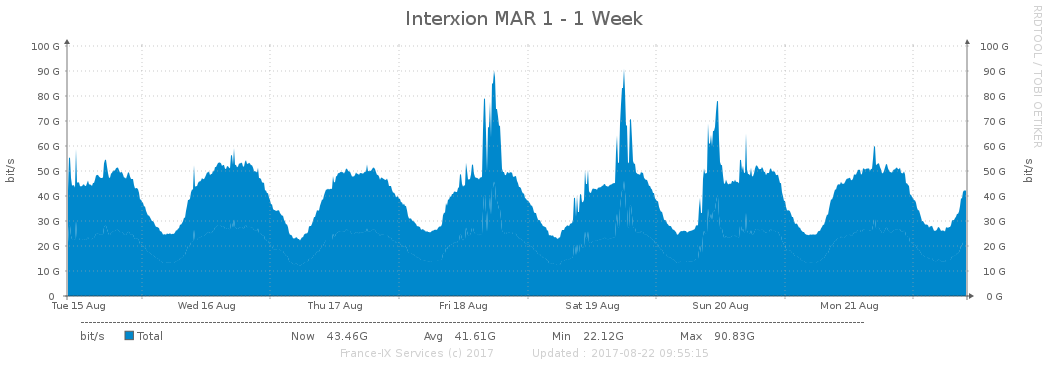 Interxion MAR 1 - 1 Week
RRDTOOL / TOBI OETIKER
100 G 100 G
90 G 90 G
80 G 80 G
70 G 70 G
60 G 60 G
50 G 50 G
40 G 40 G
30 G 30 G
20 G 20 G
10 G 10 G
0 0 G
bit/s
bit/s
Tue 15 Aug Wed 16 Aug Thu 17 Aug Fri 18 Aug Sat 19 Aug Sun 20 Aug Mon 21 Aug
bit/s Total Now 43.46G Avg 41.61G Min 22.12G Max 90.83G
France-IX Services (c) 2017 Updated : 2017-08-22 09:55:15